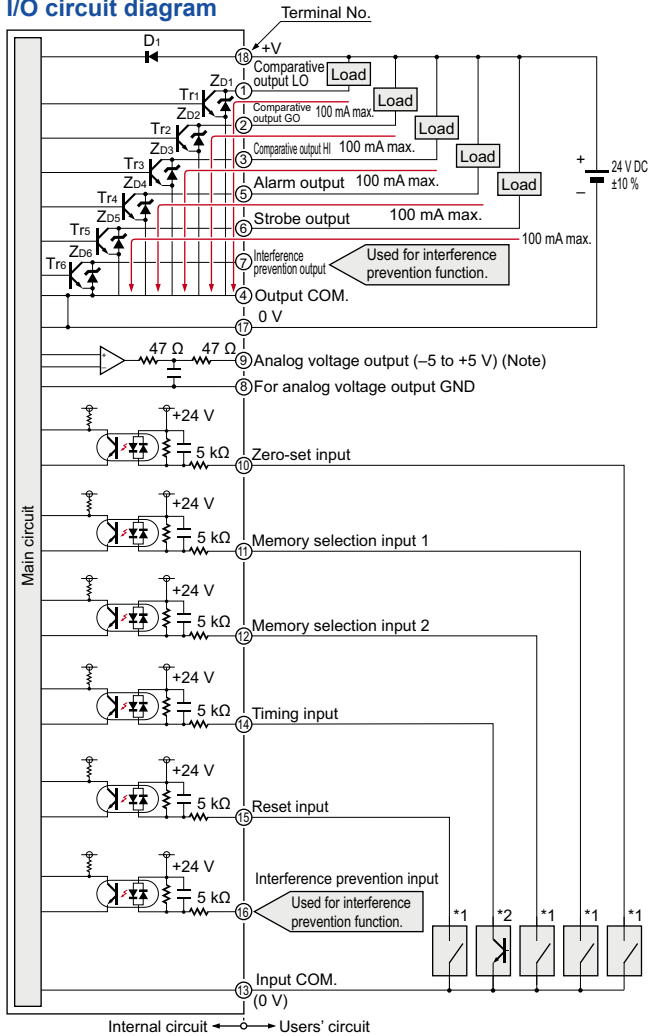 I/O circuit diagram
Terminal No.
D1
18 +V
Comparative output LO
1
Load
ZD1
Tr1
Comparative output GO
2
100 mA max.
Load
ZD2
Tr2
Comparative output HI
3
100 mA max.
Load
ZD3
Tr3
Alarm output
5
100 mA max.
Load
ZD4
Tr4
Strobe output
6
100 mA max.
Load
ZD5
Tr5
100 mA max.
Interference prevention output
7
Used for interference prevention function.
ZD6
Tr6
4 Output COM.
0 V
17
+
–
24 V DC
±10 %
+
–
47 Ω 47 Ω
9 Analog voltage output (–5 to +5 V) (Note)
8 For analog voltage output GND
Main circuit
+24 V
5 kΩ
10 Zero-set input
+24 V
5 kΩ
11 Memory selection input 1
+24 V
5 kΩ
12 Memory selection input 2
+24 V
5 kΩ
14 Timing input
+24 V
5 kΩ
15 Reset input
+24 V
5 kΩ
16
Interference prevention input
Used for interference prevention function.
*1 *2 *1 *1 *1
13 Input COM.
(0 V)
Internal circuit Users' circuit